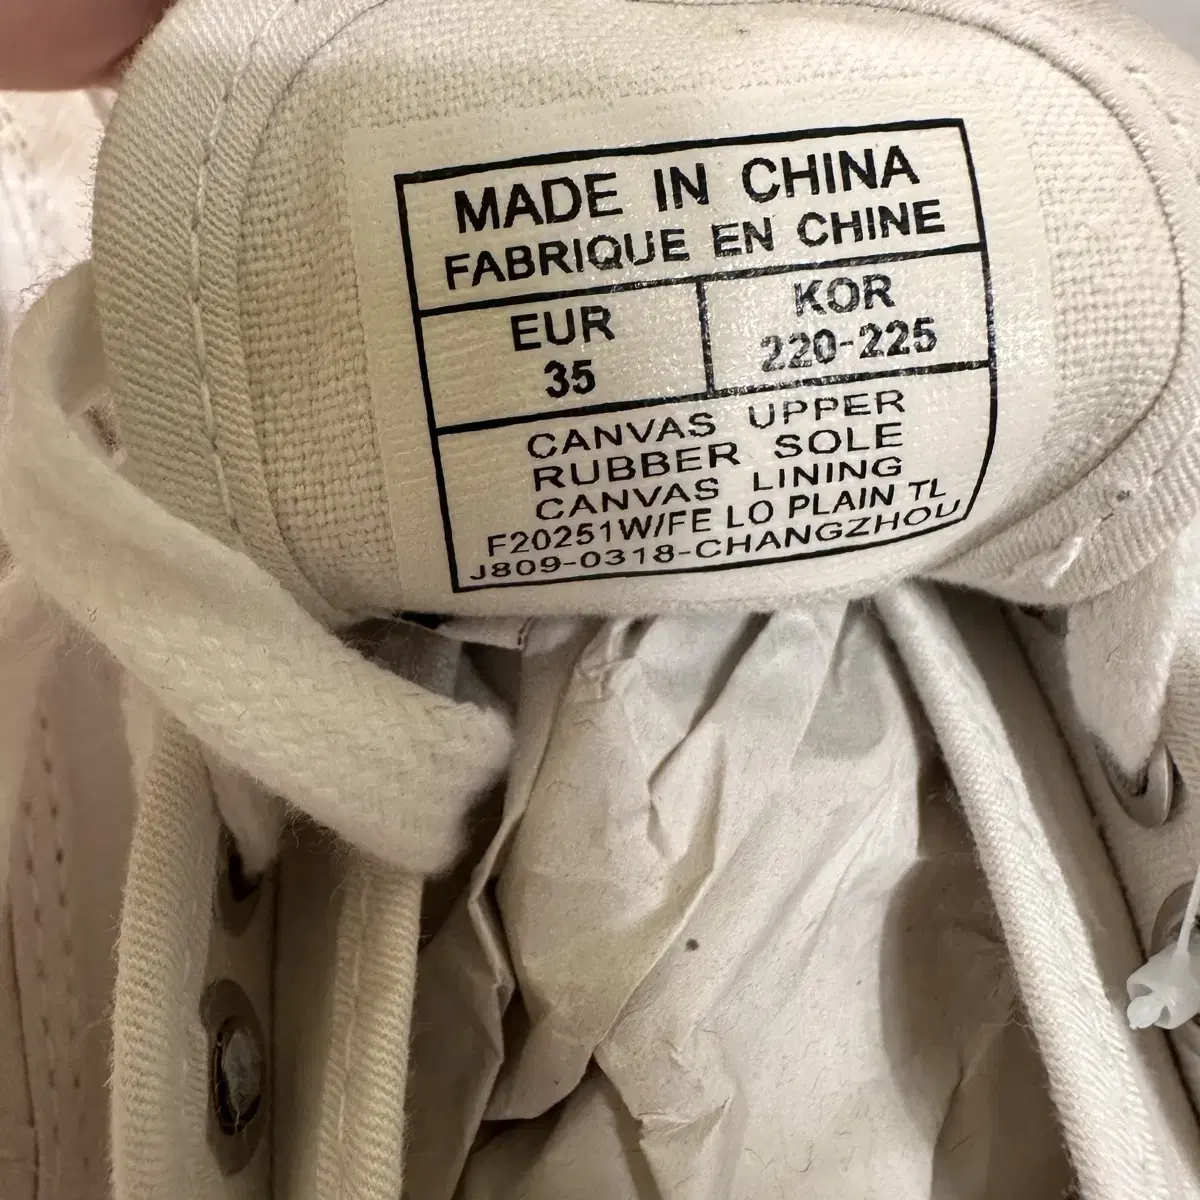 MADE IN CHINA
FABRIQUE EN CHINE
EUR
35
KOR
220-225
CANVAS UPPER
RUBBER SOLE
CANVAS LINING
F20251W/FE LO PLAIN TL
J809-0318-CHANGZHOU